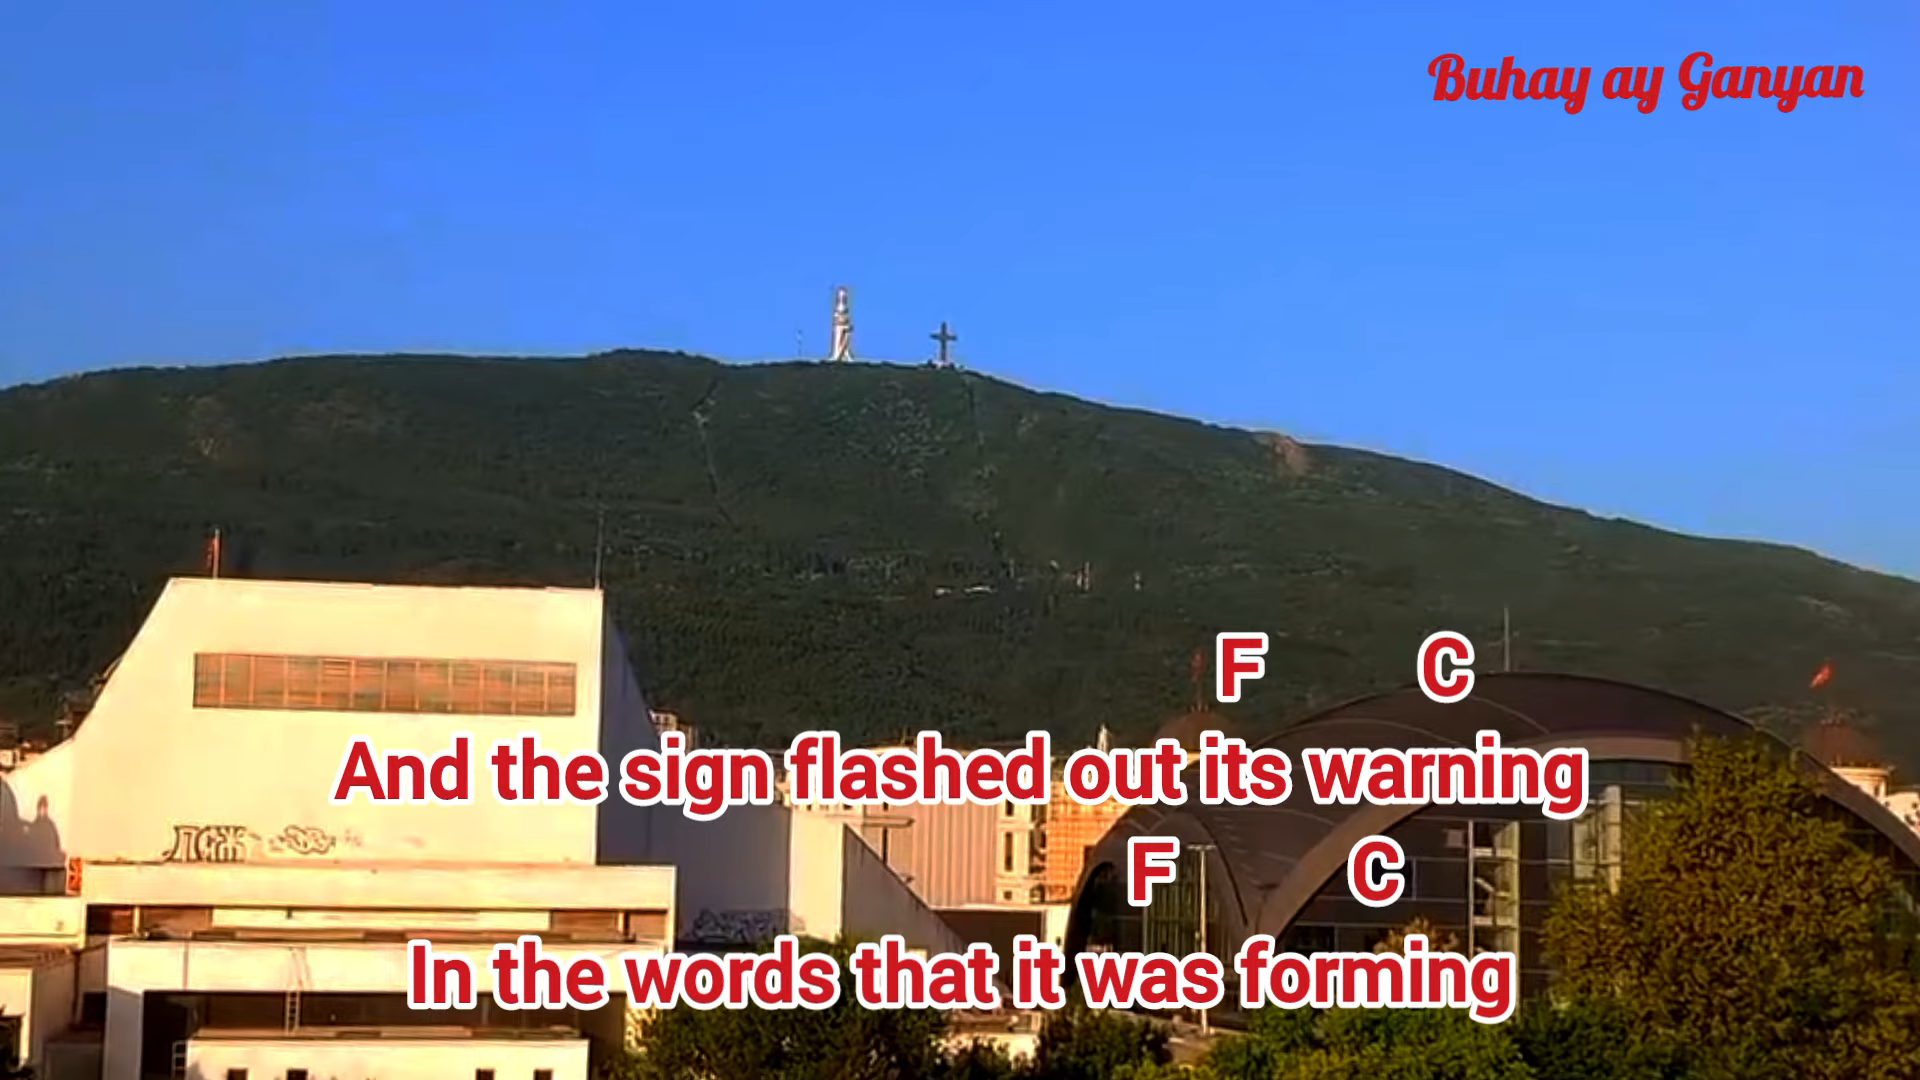 Buhay ay Ganyan
F C
And the sign flashed out its warning
F C
In the words that it was forming